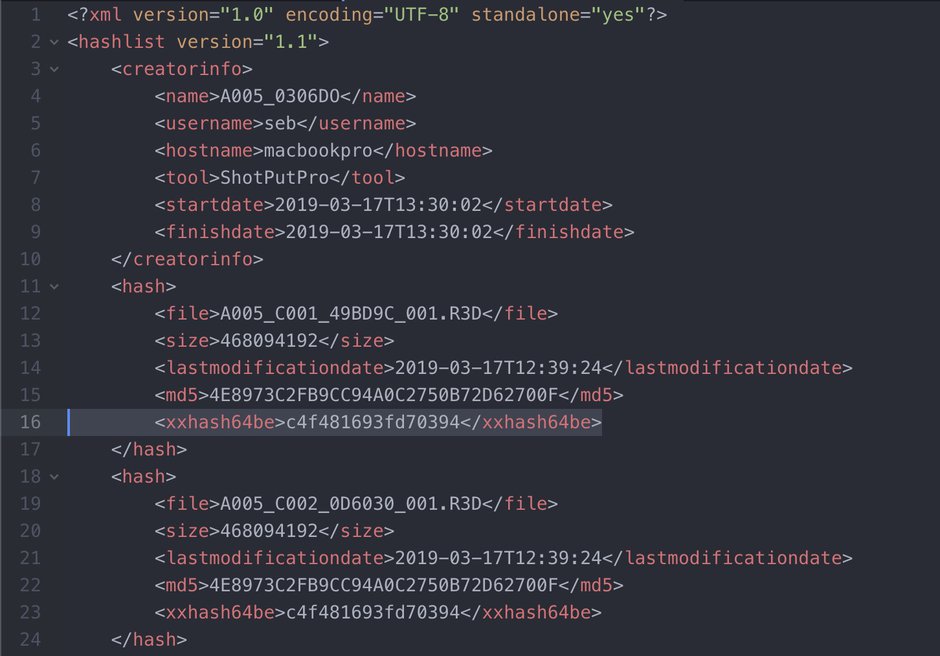 1 <?xml version="1.0" encoding="UTF-8" standalone="yes"?>
2 <hashlist version="1.1">
3 <creatorinfo>
4 <name>A005_0306DO</name>
5 <username>seb</username>
6 <hostname>macbookpro</hostname>
7 <tool>ShotPutPro</tool>
8 <startdate>2019-03-17T13:30:02</startdate>
9 <finishdate>2019-03-17T13:30:02</finishdate>
10 </creatorinfo>
11 <hash>
12 <file>A005_C001_49BD9C_001.R3D</file>
13 <size>468094192</size>
14 <lastmodificationdate>2019-03-17T12:39:24</lastmodificationdate>
15 <md5>4E8973C2FB9CC94A0C2750B72D62700F</md5>
16 <xxhash64be>c4f481693fd70394</xxhash64be>
17 </hash>
18 <hash>
19 <file>A005_C002_0D6030_001.R3D</file>
20 <size>468094192</size>
21 <lastmodificationdate>2019-03-17T12:39:24</lastmodificationdate>
22 <md5>4E8973C2FB9CC94A0C2750B72D62700F</md5>
23 <xxhash64be>c4f481693fd70394</xxhash64be>
24 </hash>